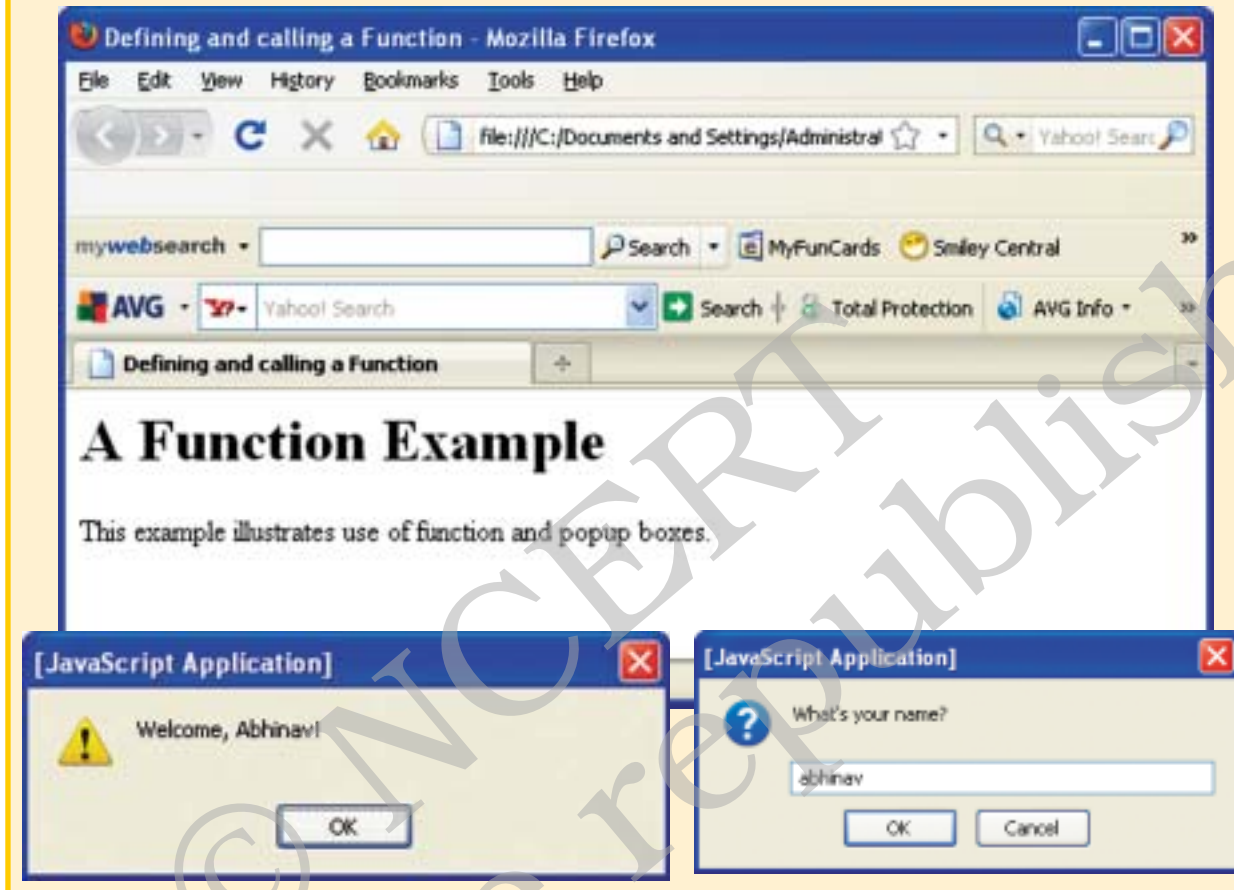 Defining and calling a Function - Mozilla Firefox
File Edit View History Bookmarks Tools Help
file:///C:/Documents and Settings/Administral Yahoo! Searc
mywebsearch Search MyFunCards Smiley Central »
AVG Y! Yahoo! Search Search Total Protection AVG Info »
Defining and calling a Function
A Function Example
This example illustrates use of function and popup boxes.
[JavaScript Application]
Welcome, Abhinav!
OK
[JavaScript Application]
What's your name?
abhinav
OK Cancel
© NCERT
republish